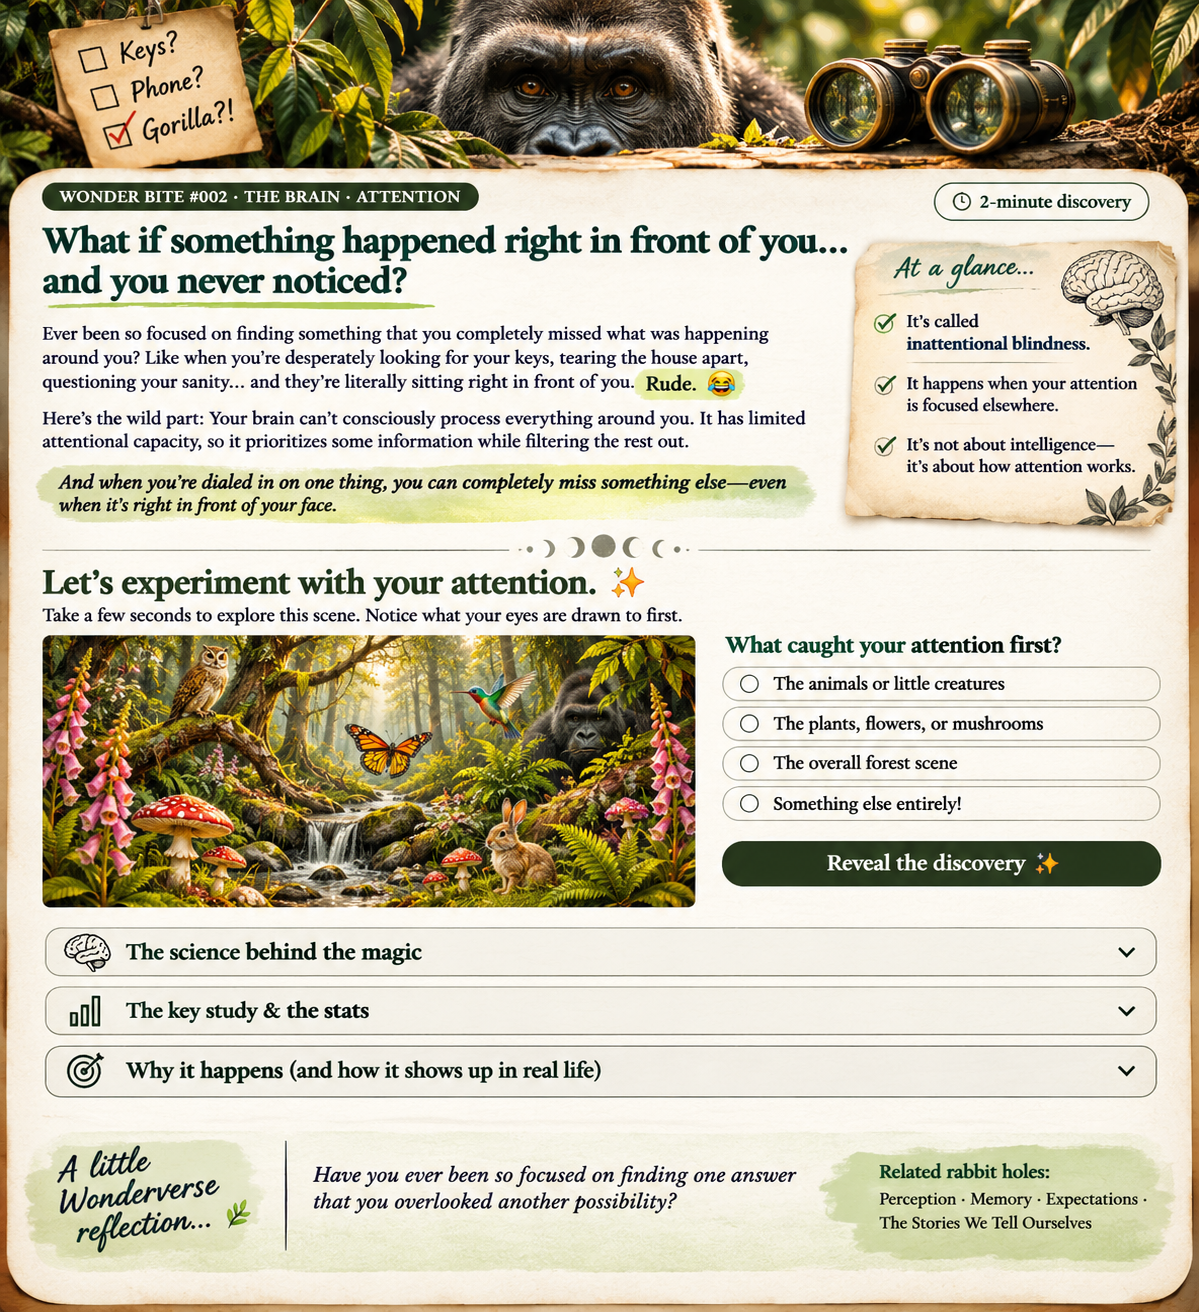 Keys?
Phone?
Gorilla?!
WONDER BITE #002 · THE BRAIN · ATTENTION
2-minute discovery
What if something happened right in front of you...
and you never noticed?
Ever been so focused on finding something that you completely missed what was happening
around you? Like when you're desperately looking for your keys, tearing the house apart,
questioning your sanity... and they're literally sitting right in front of you. Rude. 😂
Here's the wild part: Your brain can't consciously process everything around you. It has limited
attentional capacity, so it prioritizes some information while filtering the rest out.
And when you're dialed in on one thing, you can completely miss something else—even
when it's right in front of your face.
At a glance...
It's called
inattentional blindness.
It happens when your attention
is focused elsewhere.
It's not about intelligence—
it's about how attention works.
Let's experiment with your attention. ✨
Take a few seconds to explore this scene. Notice what your eyes are drawn to first.
What caught your attention first?
The animals or little creatures
The plants, flowers, or mushrooms
The overall forest scene
Something else entirely!
Reveal the discovery ✨
The science behind the magic
The key study & the stats
Why it happens (and how it shows up in real life)
A little
Wonderverse
reflection...
Have you ever been so focused on finding one answer
that you overlooked another possibility?
Related rabbit holes:
Perception · Memory · Expectations ·
The Stories We Tell Ourselves